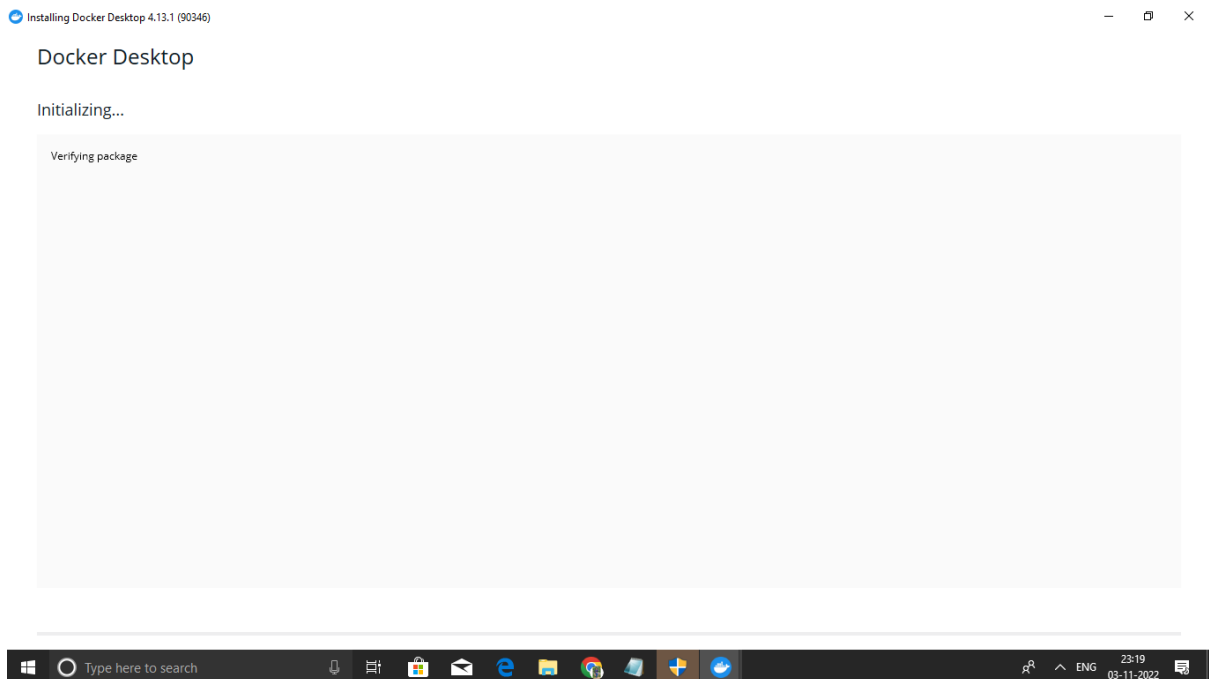 Installing Docker Desktop 4.13.1 (90346)
Docker Desktop
Initializing...
Verifying package
Type here to search
ENG
23:19
03-11-2022